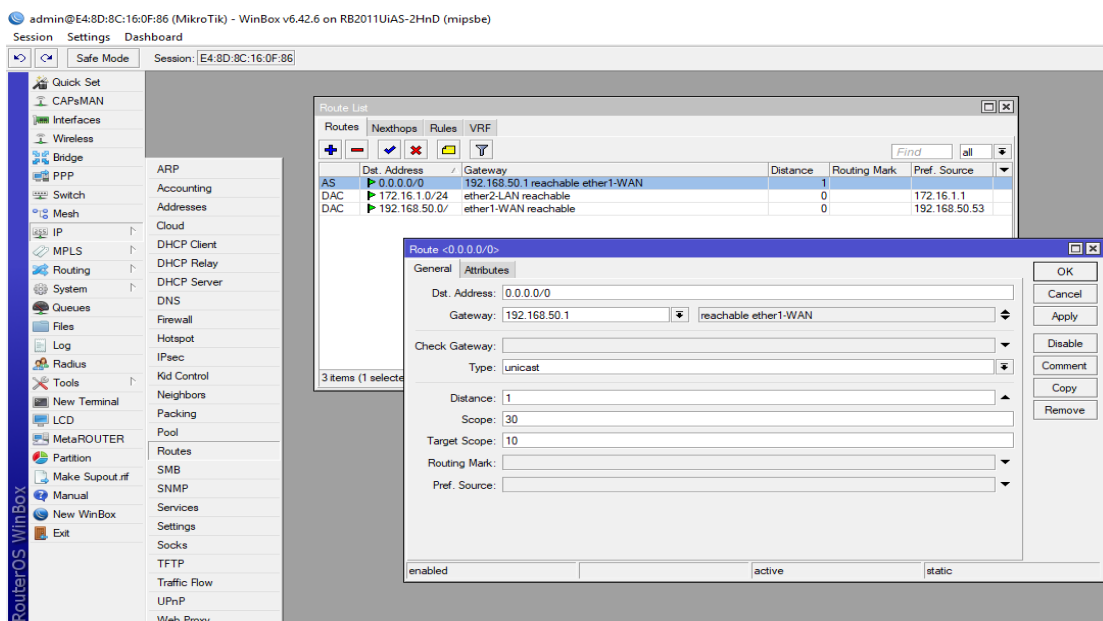 admin@E4:8D:8C:16:0F:86 (MikroTik) - WinBox v6.42.6 on RB2011UiAS-2HnD (mipsbe)
Session Settings Dashboard
Safe Mode Session: E4:8D:8C:16:0F:86
Quick Set
CAPsMAN
Interfaces
Wireless
Bridge
PPP
Switch
Mesh
IP
MPLS
Routing
System
Queues
Files
Log
Radius
Tools
New Terminal
LCD
MetaROUTER
Partition
Make Supout.rif
Manual
New WinBox
Exit
RouterOS WinBox
ARP
Accounting
Addresses
Cloud
DHCP Client
DHCP Relay
DHCP Server
DNS
Firewall
Hotspot
IPsec
Kid Control
Neighbors
Packing
Pool
Routes
SMB
SNMP
Services
Settings
Socks
TFTP
Traffic Flow
UPnP
Web Proxy
Route List
Routes Nexthops Rules VRF
Find all
Dst. Address Gateway Distance Routing Mark Pref. Source
AS 0.0.0.0/0 192.168.50.1 reachable ether1-WAN 1
DAC 172.16.1.0/24 ether2-LAN reachable 0 172.16.1.1
DAC 192.168.50.0/ ether1-WAN reachable 0 192.168.50.53
3 items (1 selecte
Route <0.0.0.0/0>
General Attributes
Dst. Address: 0.0.0.0/0
Gateway: 192.168.50.1 reachable ether1-WAN
Check Gateway:
Type: unicast
Distance: 1
Scope: 30
Target Scope: 10
Routing Mark:
Pref. Source:
OK
Cancel
Apply
Disable
Comment
Copy
Remove
enabled active static